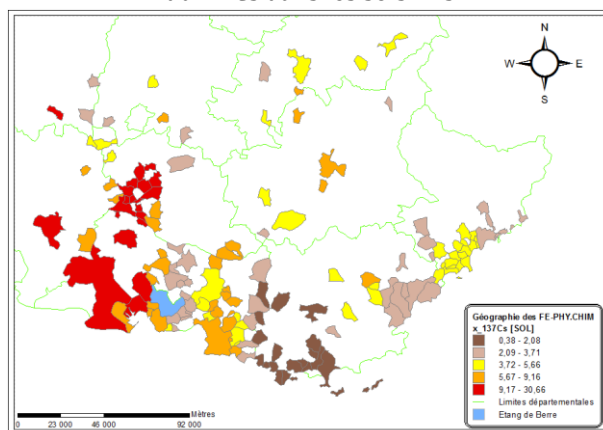 N
W E
S
Géographie des FE-PHY.CHIM
x_137Cs [SOL]
0,38 - 2,08
2,09 - 3,71
3,72 - 5,66
5,67 - 9,16
9,17 - 30,66
Limites départementales
Etang de Berre
Mètres
0 23 000 46 000 92 000